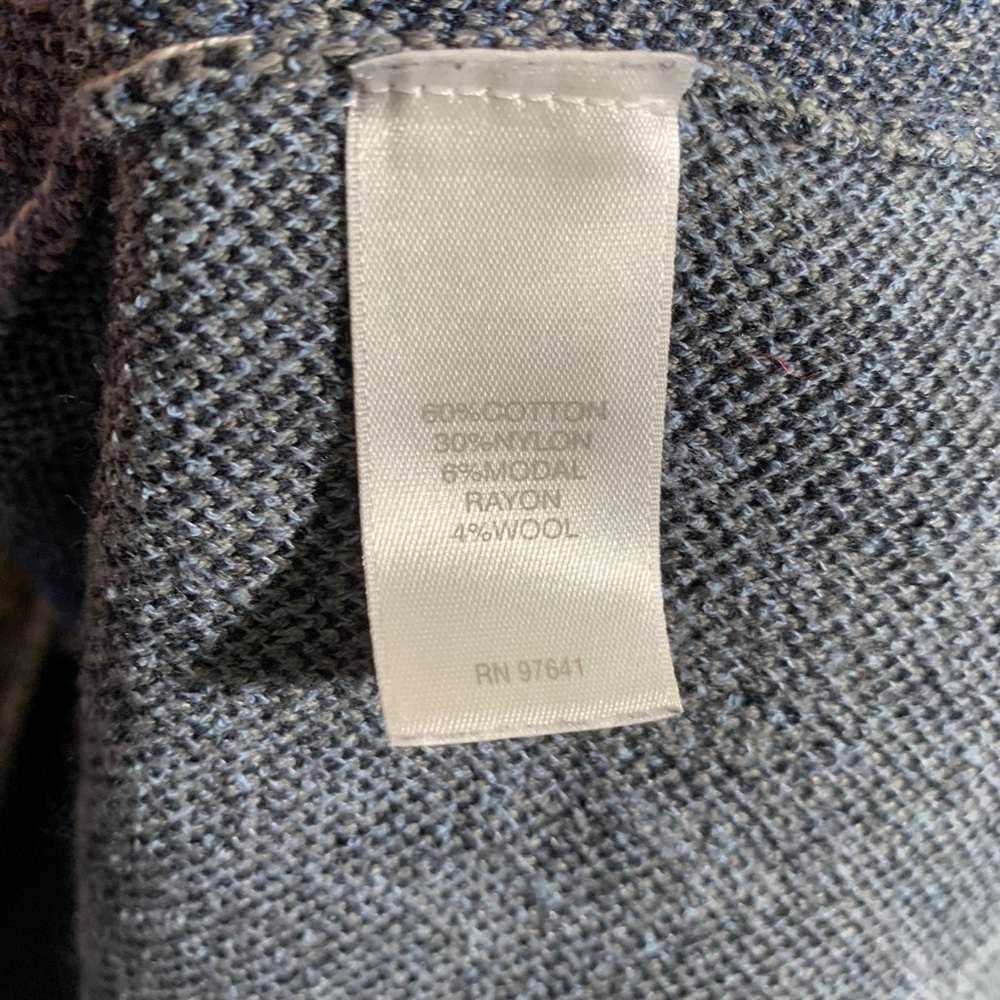 60%COTTON
30%NYLON
6%MODAL
RAYON
4%WOOL
RN 97641